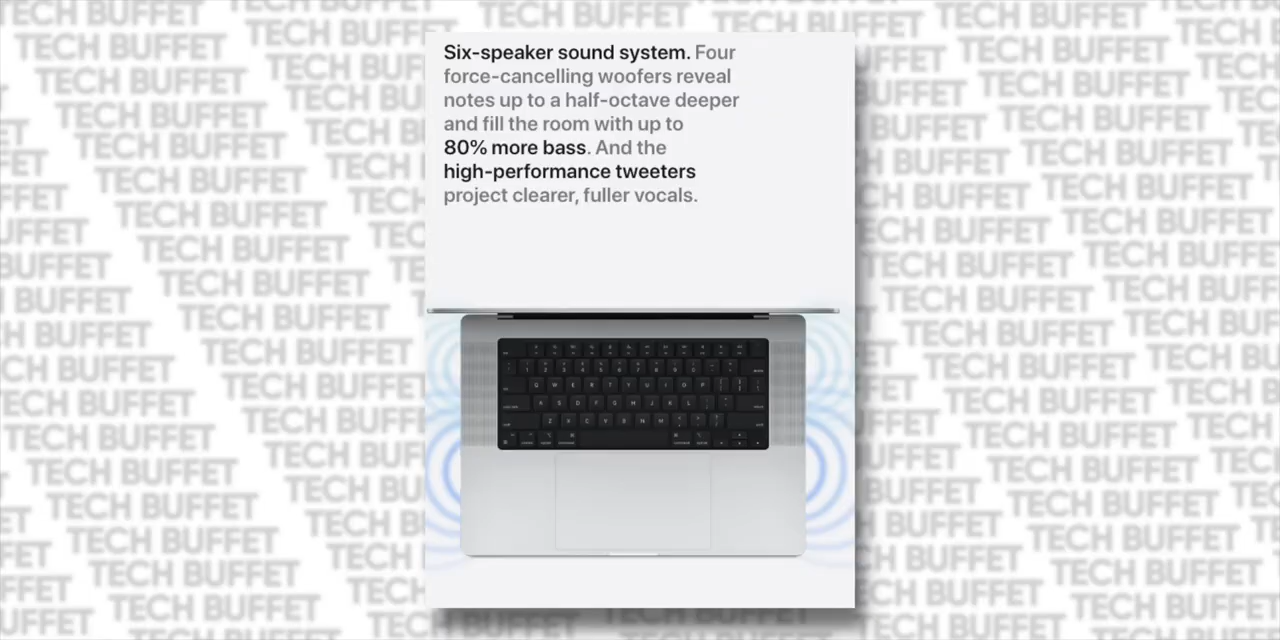 Six-speaker sound system. Four
force-cancelling woofers reveal
notes up to a half-octave deeper
and fill the room with up to
80% more bass. And the
high-performance tweeters
project clearer, fuller vocals.
TECH BUFFET